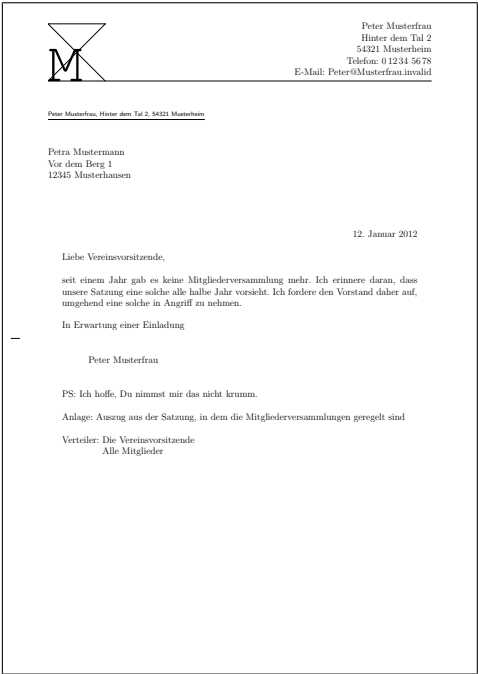 M
Peter Musterfrau
Hinter dem Tal 2
54321 Musterheim
Telefon: 0 12 34 56 78
E-Mail: Peter@Musterfrau.invalid
Peter Musterfrau, Hinter dem Tal 2, 54321 Musterheim
Petra Mustermann
Vor dem Berg 1
12345 Musterhausen
12. Januar 2012
Liebe Vereinsvorsitzende,
seit einem Jahr gab es keine Mitgliederversammlung mehr. Ich erinnere daran, dass
unsere Satzung eine solche alle halbe Jahr vorsieht. Ich fordere den Vorstand daher auf,
umgehend eine solche in Angriff zu nehmen.
In Erwartung einer Einladung
Peter Musterfrau
PS: Ich hoffe, Du nimmst mir das nicht krumm.
Anlage: Auszug aus der Satzung, in dem die Mitgliederversammlungen geregelt sind
Verteiler: Die Vereinsvorsitzende
Alle Mitglieder